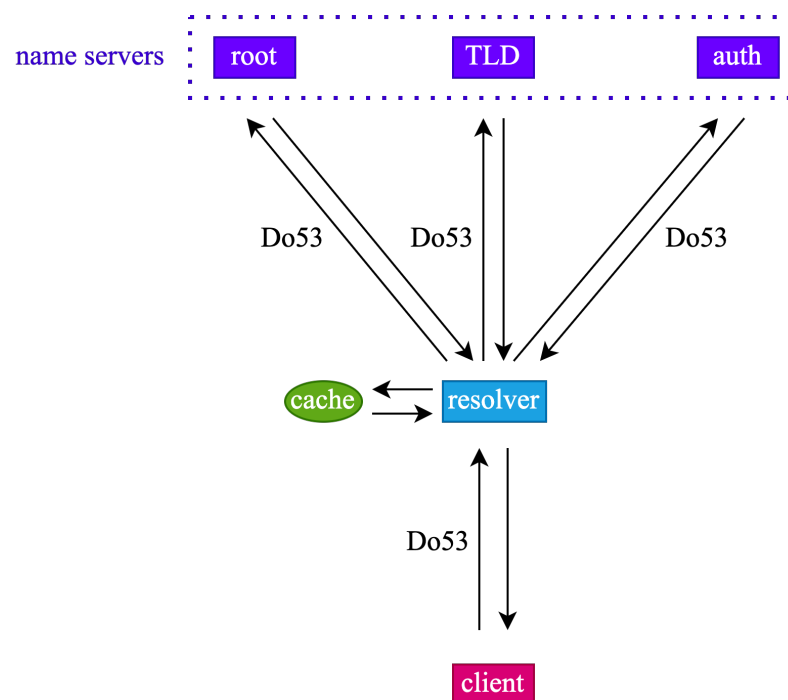 name servers
root
TLD
auth
Do53
Do53
Do53
cache
resolver
Do53
client